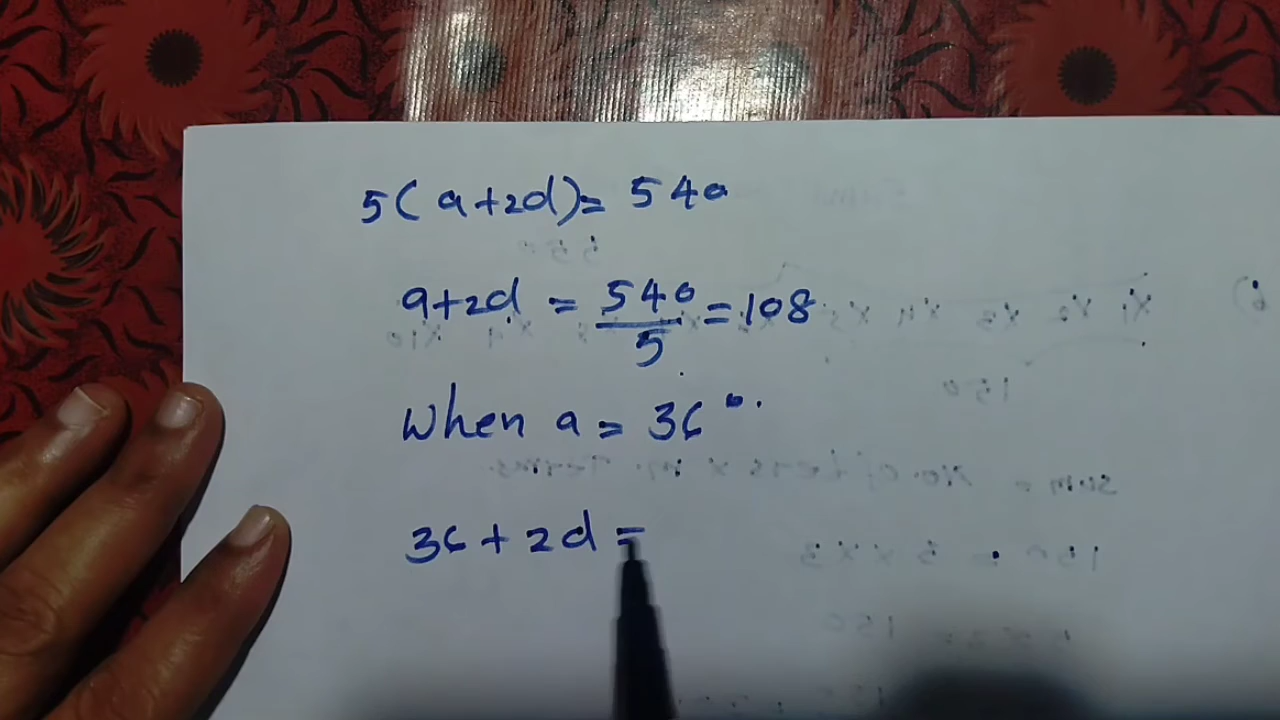 5(a+2d)= 540
a+2d = 540/5 = 108
When a = 36°.
36 + 2d =